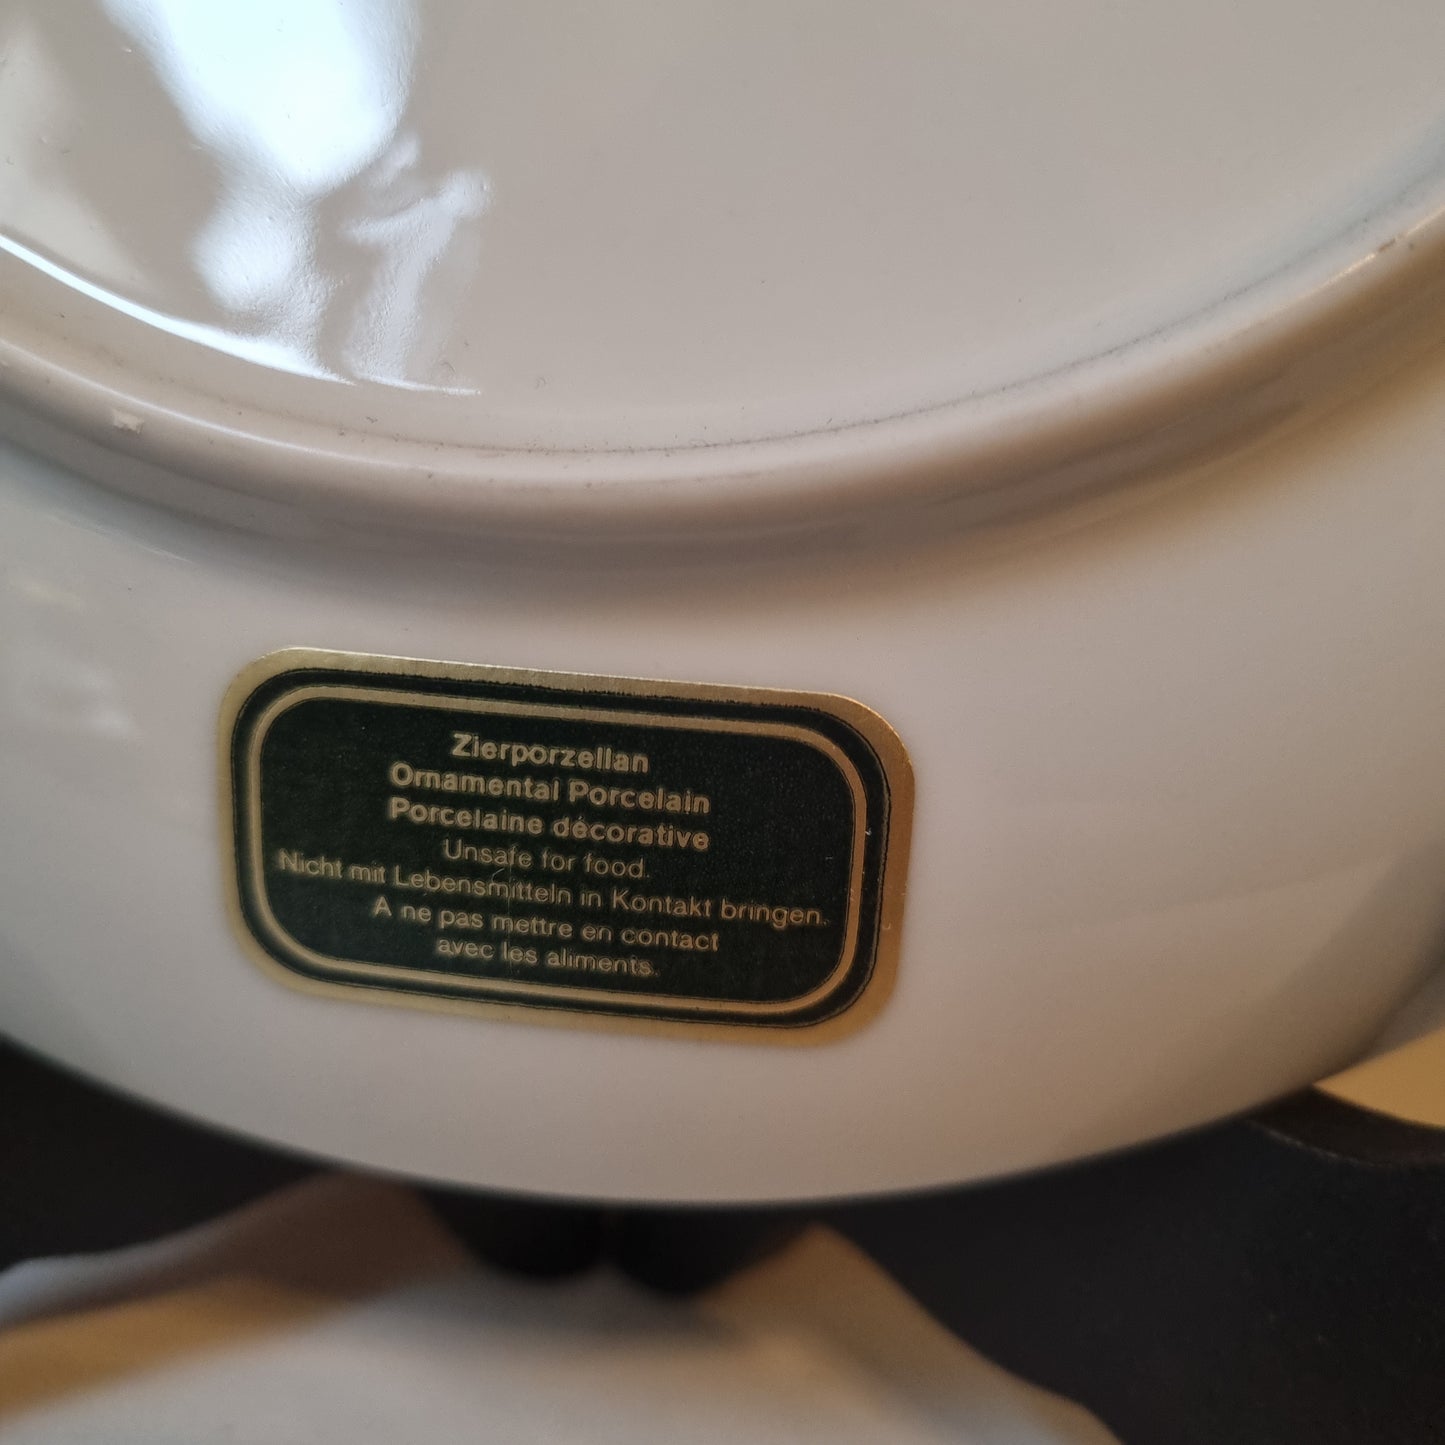 Zierporzellan
Ornamental Porcelain
Porcelaine décorative
Unsafe for food.
Nicht mit Lebensmitteln in Kontakt bringen.
A ne pas mettre en contact
avec les aliments.